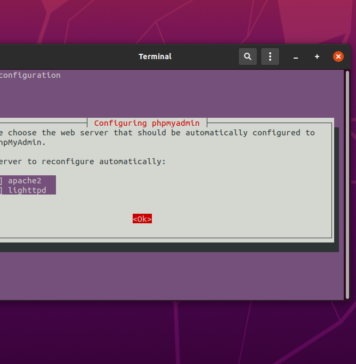 Terminal
configuration
Configuring phpmyadmin
e choose the web server that should be automatically configured to
hpMyAdmin.
erver to reconfigure automatically:
] apache2
] lighttpd
<Ok>